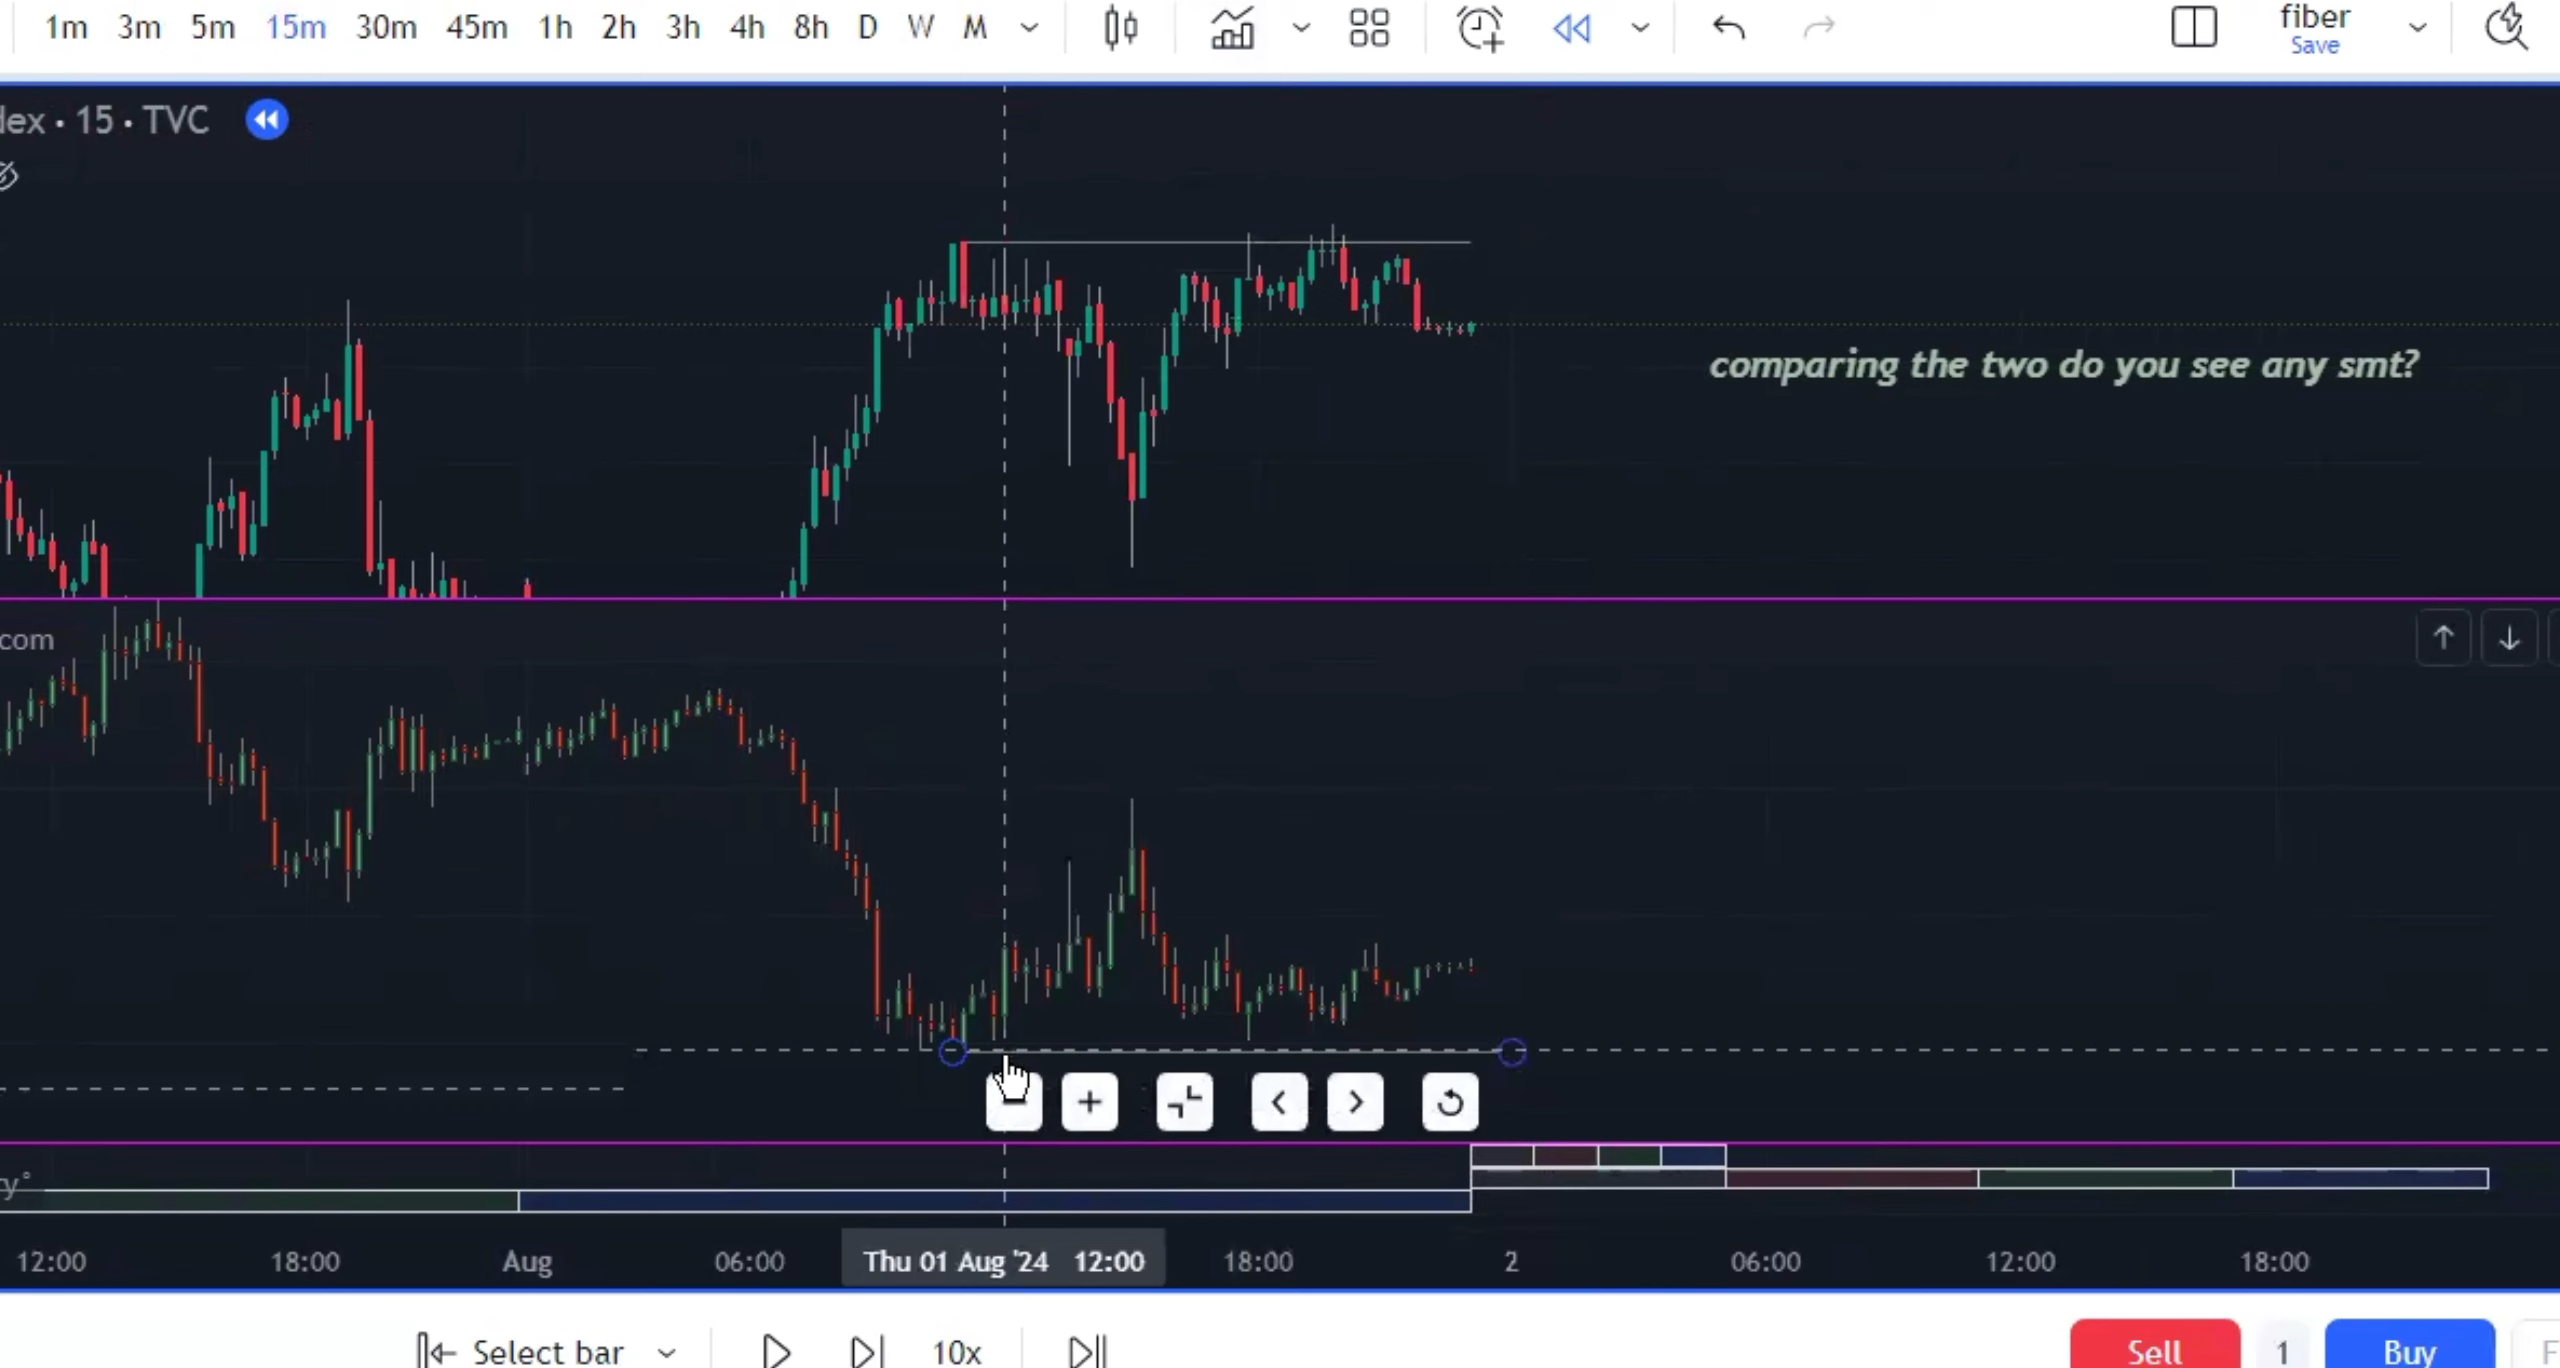 1m 3m 5m 15m 30m 45m 1h 2h 3h 4h 8h D W M fiber
Save
dex · 15 · TVC
comparing the two do you see any smt?
com
y°
12:00 18:00 Aug 06:00 Thu 01 Aug '24 12:00 18:00 2 06:00 12:00 18:00
Select bar 10x Sell 1 Buy F